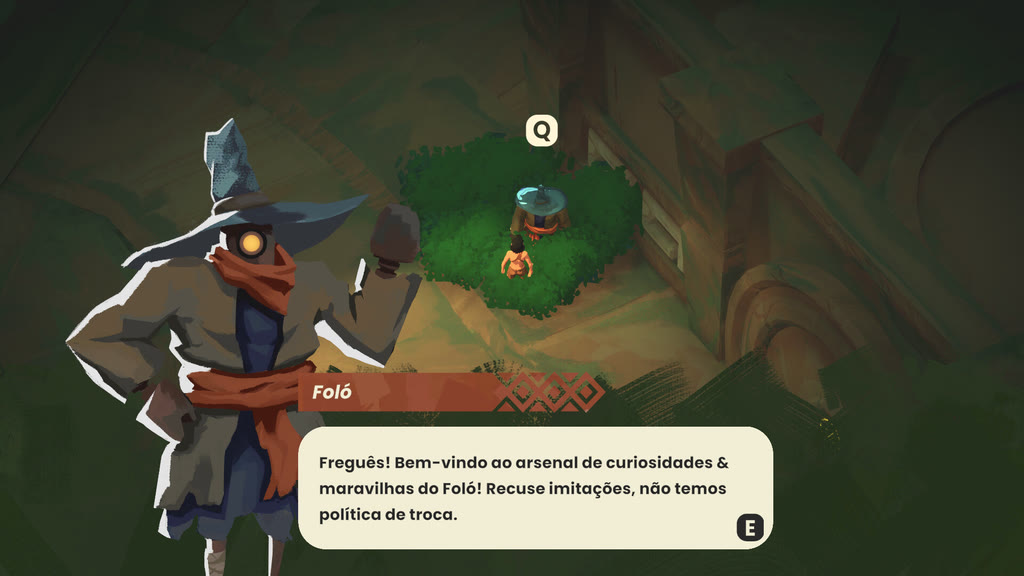 Q
Foló
Freguês! Bem-vindo ao arsenal de curiosidades &
maravilhas do Foló! Recuse imitações, não temos
política de troca.
E